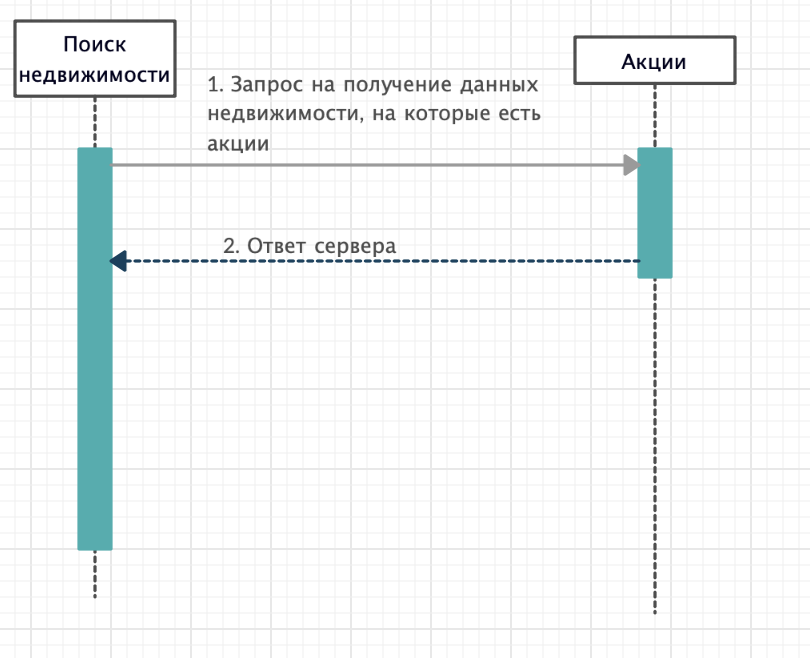 Поиск
недвижимости
Акции
1. Запрос на получение данных
недвижимости, на которые есть
акции
2. Ответ сервера